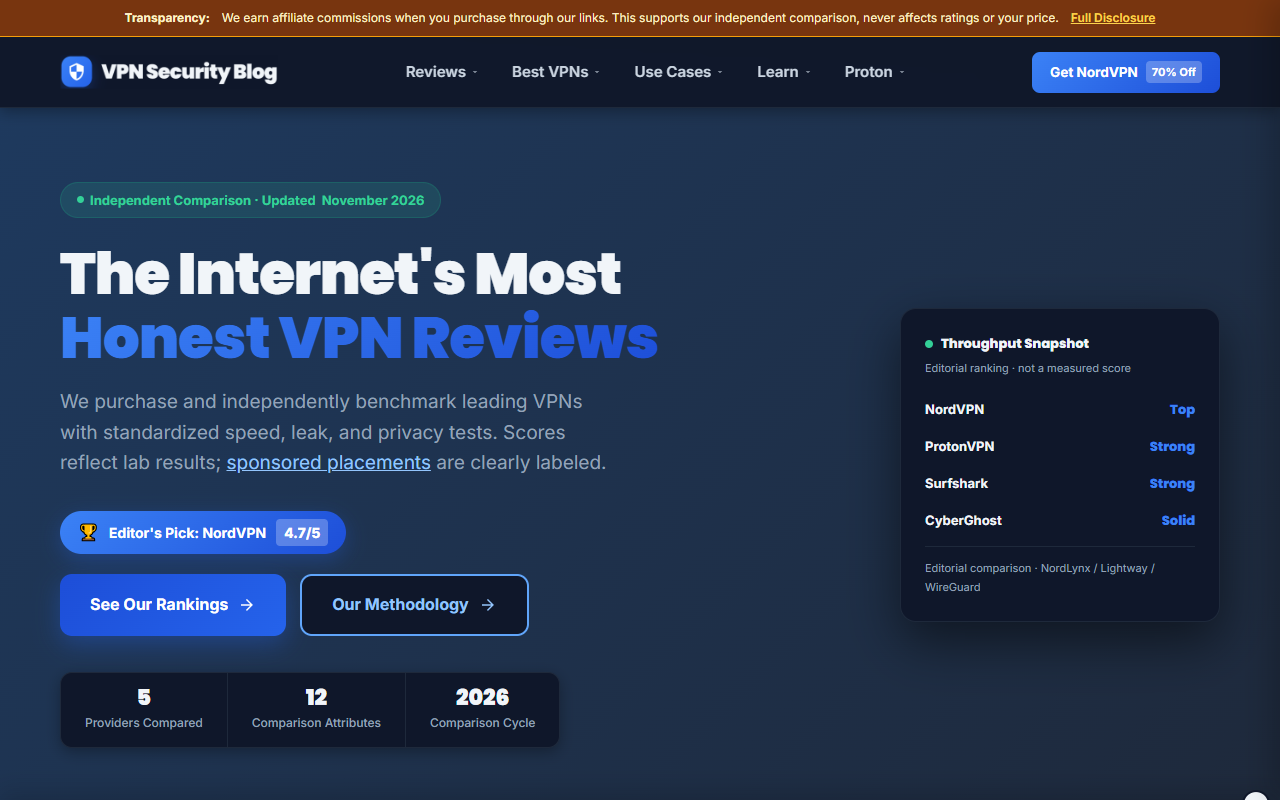 Transparency: We earn affiliate commissions when you purchase through our links. This supports our independent comparison, never affects ratings or your price. Full Disclosure
VPN Security Blog
Reviews
Best VPNs
Use Cases
Learn
Proton
Get NordVPN 70% Off
Independent Comparison · Updated November 2026
The Internet's Most
Honest VPN Reviews
We purchase and independently benchmark leading VPNs
with standardized speed, leak, and privacy tests. Scores
reflect lab results; sponsored placements are clearly labeled.
Editor's Pick: NordVPN 4.7/5
See Our Rankings →
Our Methodology →
5
Providers Compared
12
Comparison Attributes
2026
Comparison Cycle
Throughput Snapshot
Editorial ranking · not a measured score
NordVPN Top
ProtonVPN Strong
Surfshark Strong
CyberGhost Solid
Editorial comparison · NordLynx / Lightway /
WireGuard